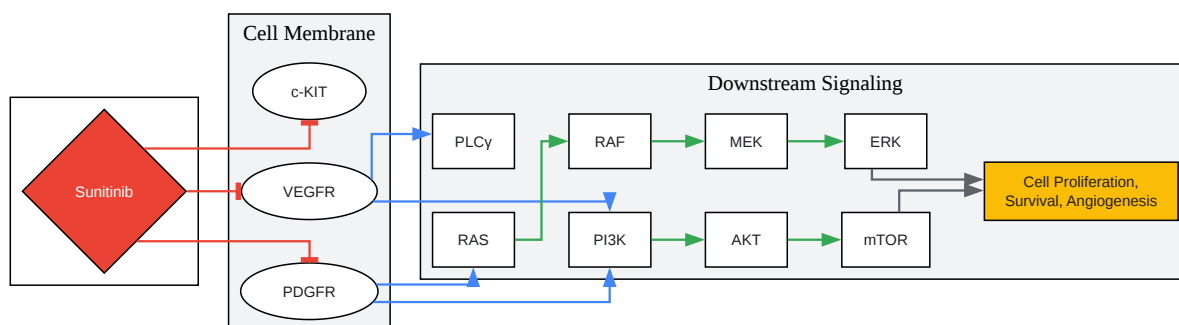 Cell Membrane
c-KIT
Downstream Signaling
PLCγ
RAF
MEK
ERK
Sunitinib
VEGFR
Cell Proliferation,
Survival, Angiogenesis
RAS
PI3K
AKT
mTOR
PDGFR